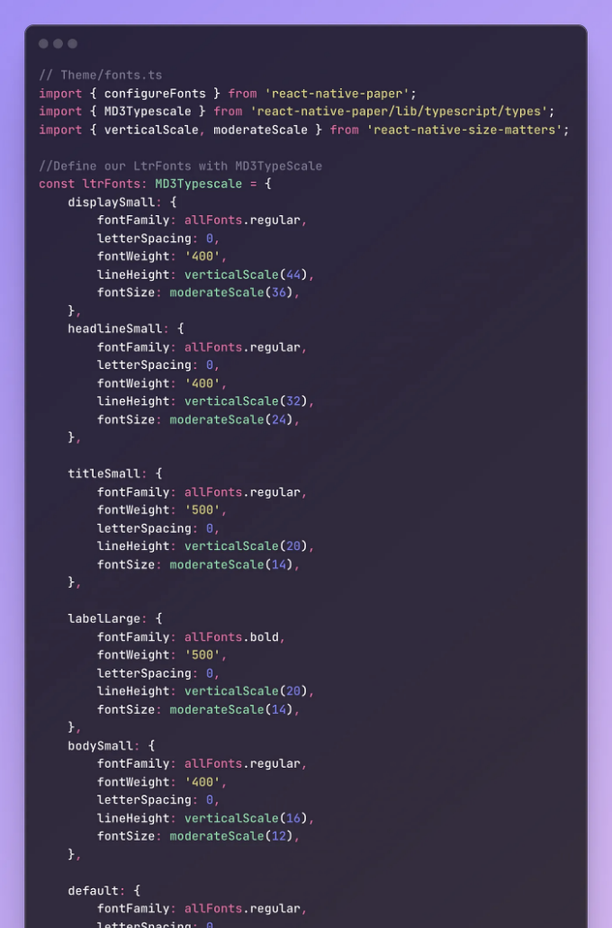 // Theme/fonts.ts
import { configureFonts } from 'react-native-paper';
import { MD3Typescale } from 'react-native-paper/lib/typescript/types';
import { verticalScale, moderateScale } from 'react-native-size-matters';

//Define our LtrFonts with MD3TypeScale
const ltrFonts: MD3Typescale = {
    displaySmall: {
        fontFamily: allFonts.regular,
        letterSpacing: 0,
        fontWeight: '400',
        lineHeight: verticalScale(44),
        fontSize: moderateScale(36),
    },
    headlineSmall: {
        fontFamily: allFonts.regular,
        letterSpacing: 0,
        fontWeight: '400',
        lineHeight: verticalScale(32),
        fontSize: moderateScale(24),
    },

    titleSmall: {
        fontFamily: allFonts.regular,
        fontWeight: '500',
        letterSpacing: 0,
        lineHeight: verticalScale(20),
        fontSize: moderateScale(14),
    },

    labelLarge: {
        fontFamily: allFonts.bold,
        fontWeight: '500',
        letterSpacing: 0,
        lineHeight: verticalScale(20),
        fontSize: moderateScale(14),
    },
    bodySmall: {
        fontFamily: allFonts.regular,
        fontWeight: '400',
        letterSpacing: 0,
        lineHeight: verticalScale(16),
        fontSize: moderateScale(12),
    },

    default: {
        fontFamily: allFonts.regular,
        letterSpacing: 0